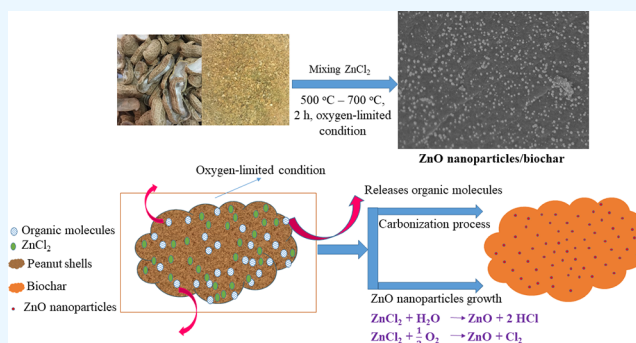 Mixing ZnCl₂
500 °C – 700 °C,
2 h, oxygen-limited
condition
ZnO nanoparticles/biochar
Oxygen-limited condition
Releases organic molecules
Carbonization process
Organic molecules
ZnCl₂
Peanut shells
Biochar
ZnO nanoparticles
ZnO nanoparticles growth
ZnCl₂ + H₂O → ZnO + 2 HCl
ZnCl₂ + ½ O₂ → ZnO + Cl₂